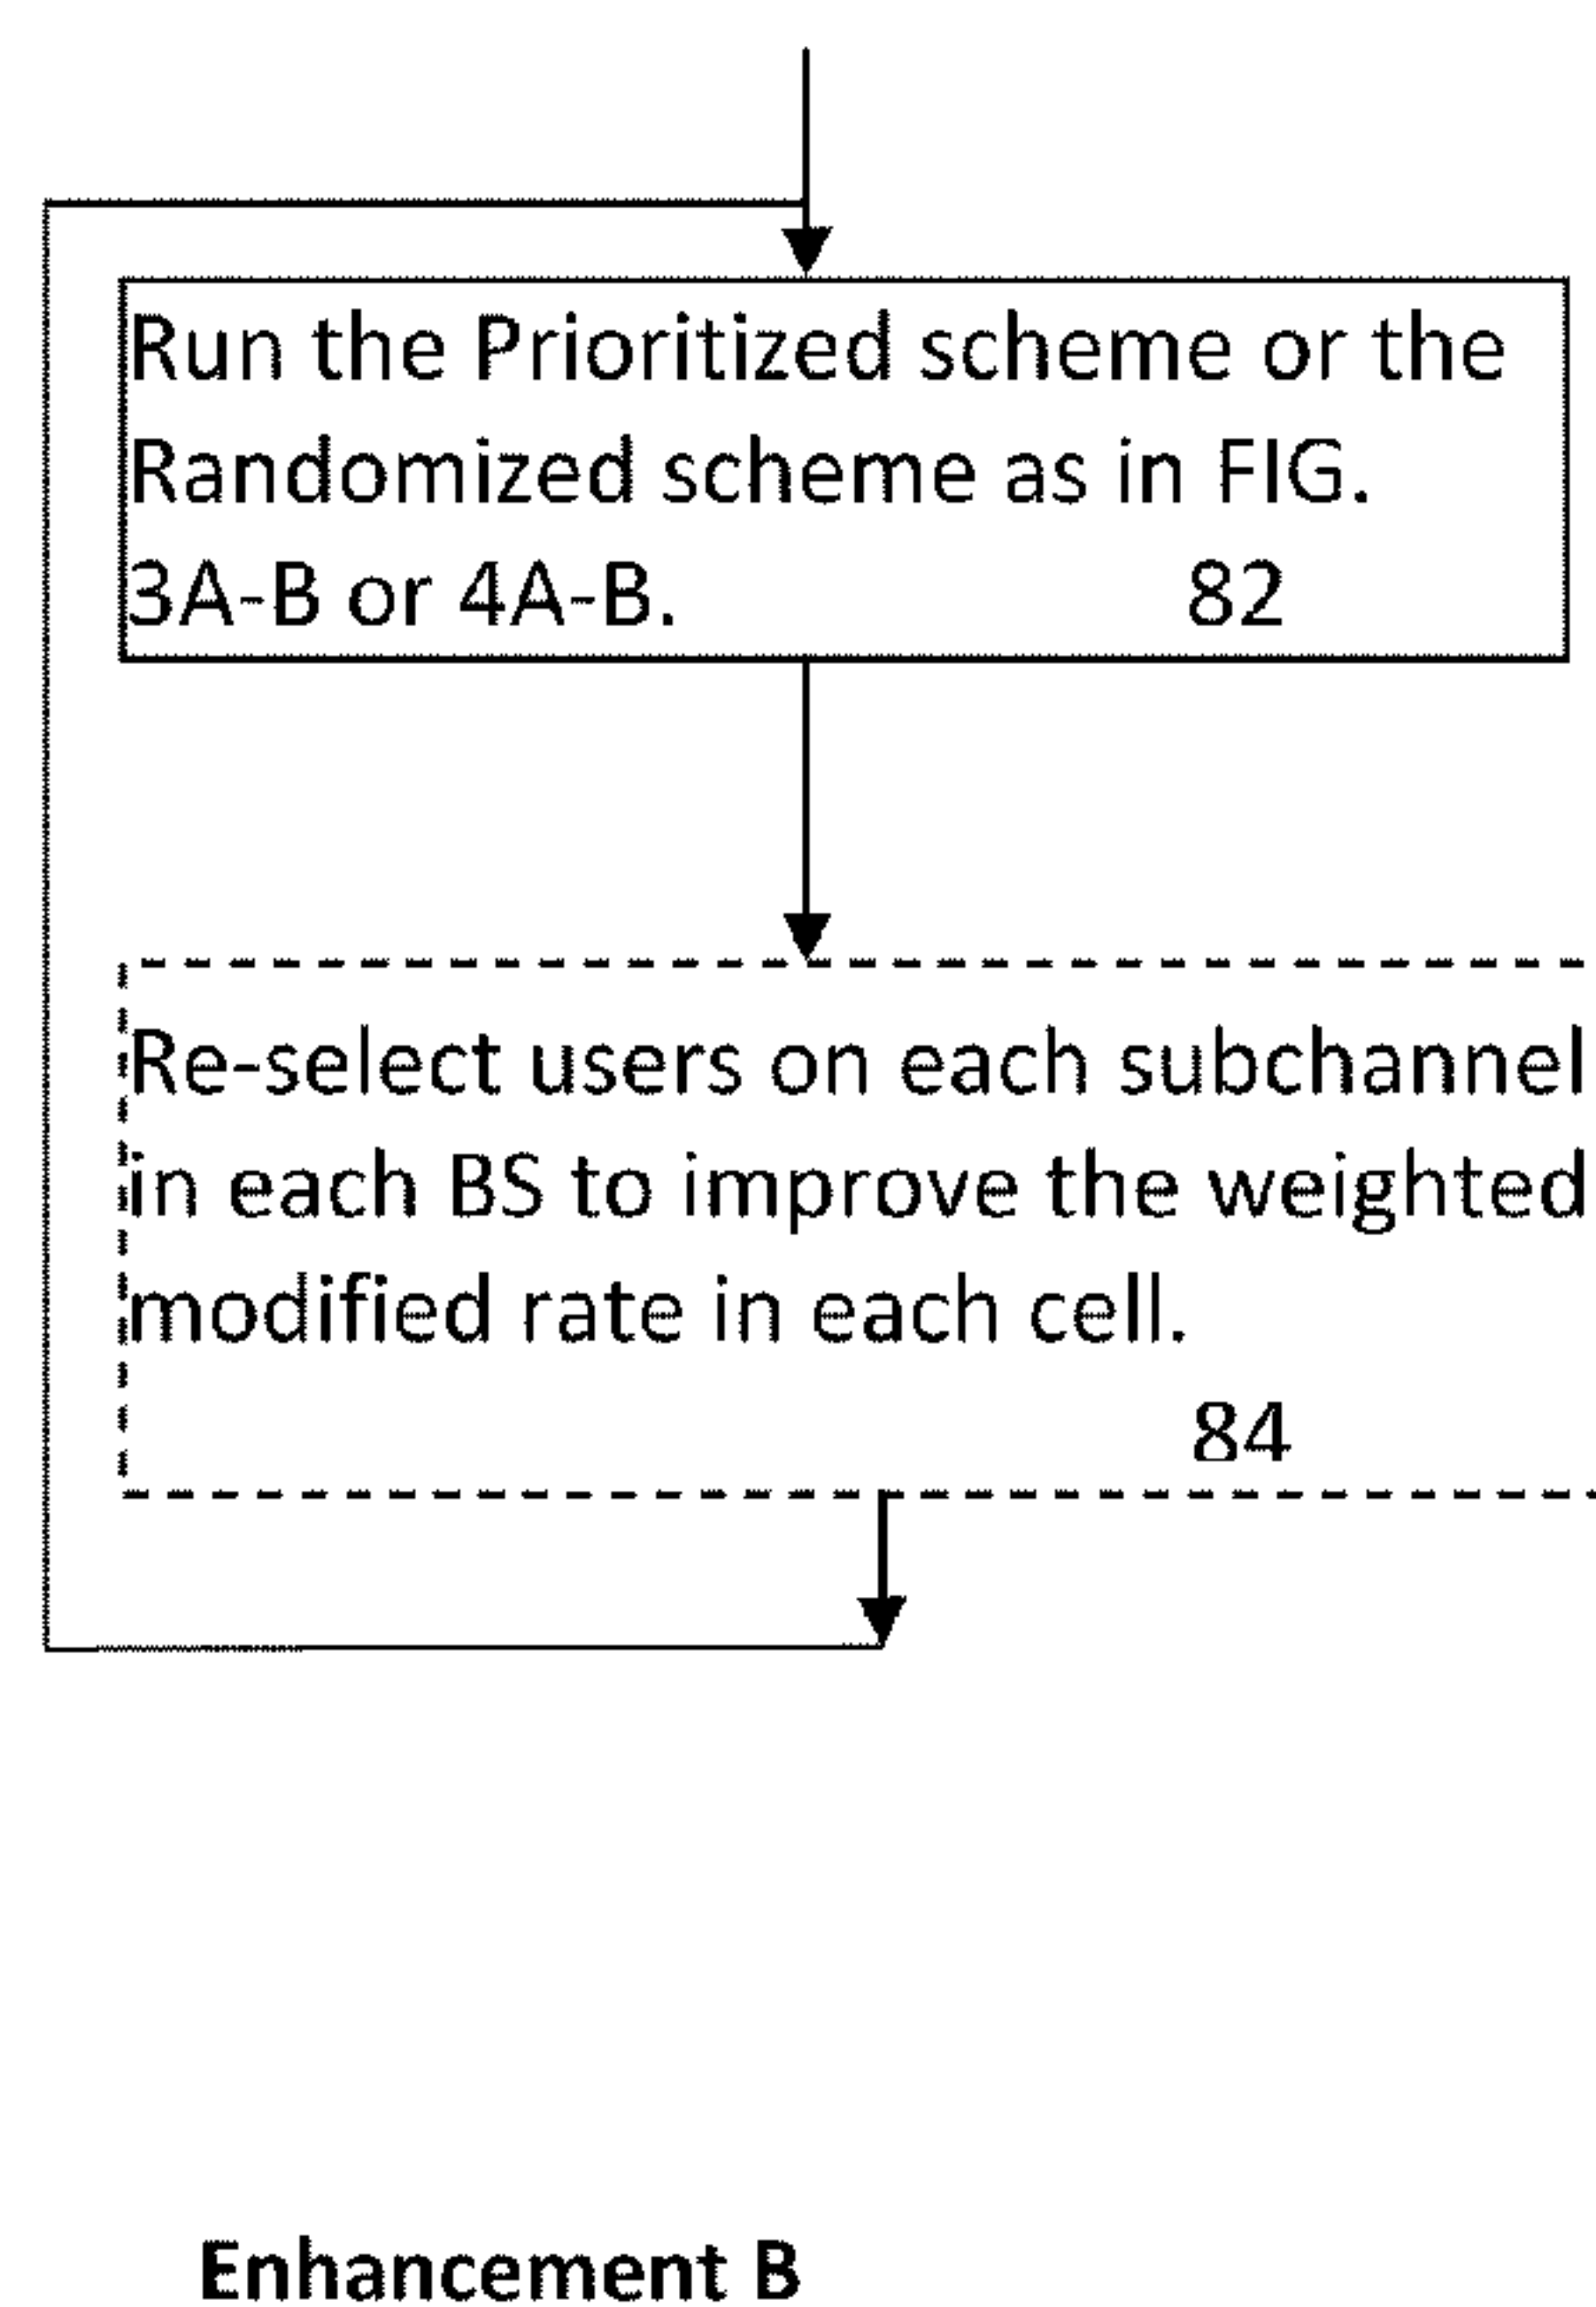 Run the Prioritized scheme or the
Randomized scheme as in FIG.
3A-B or 4A-B. 82
Re-select users on each subchannel
in each BS to improve the weighted
modified rate in each cell.
84
Enhancement B